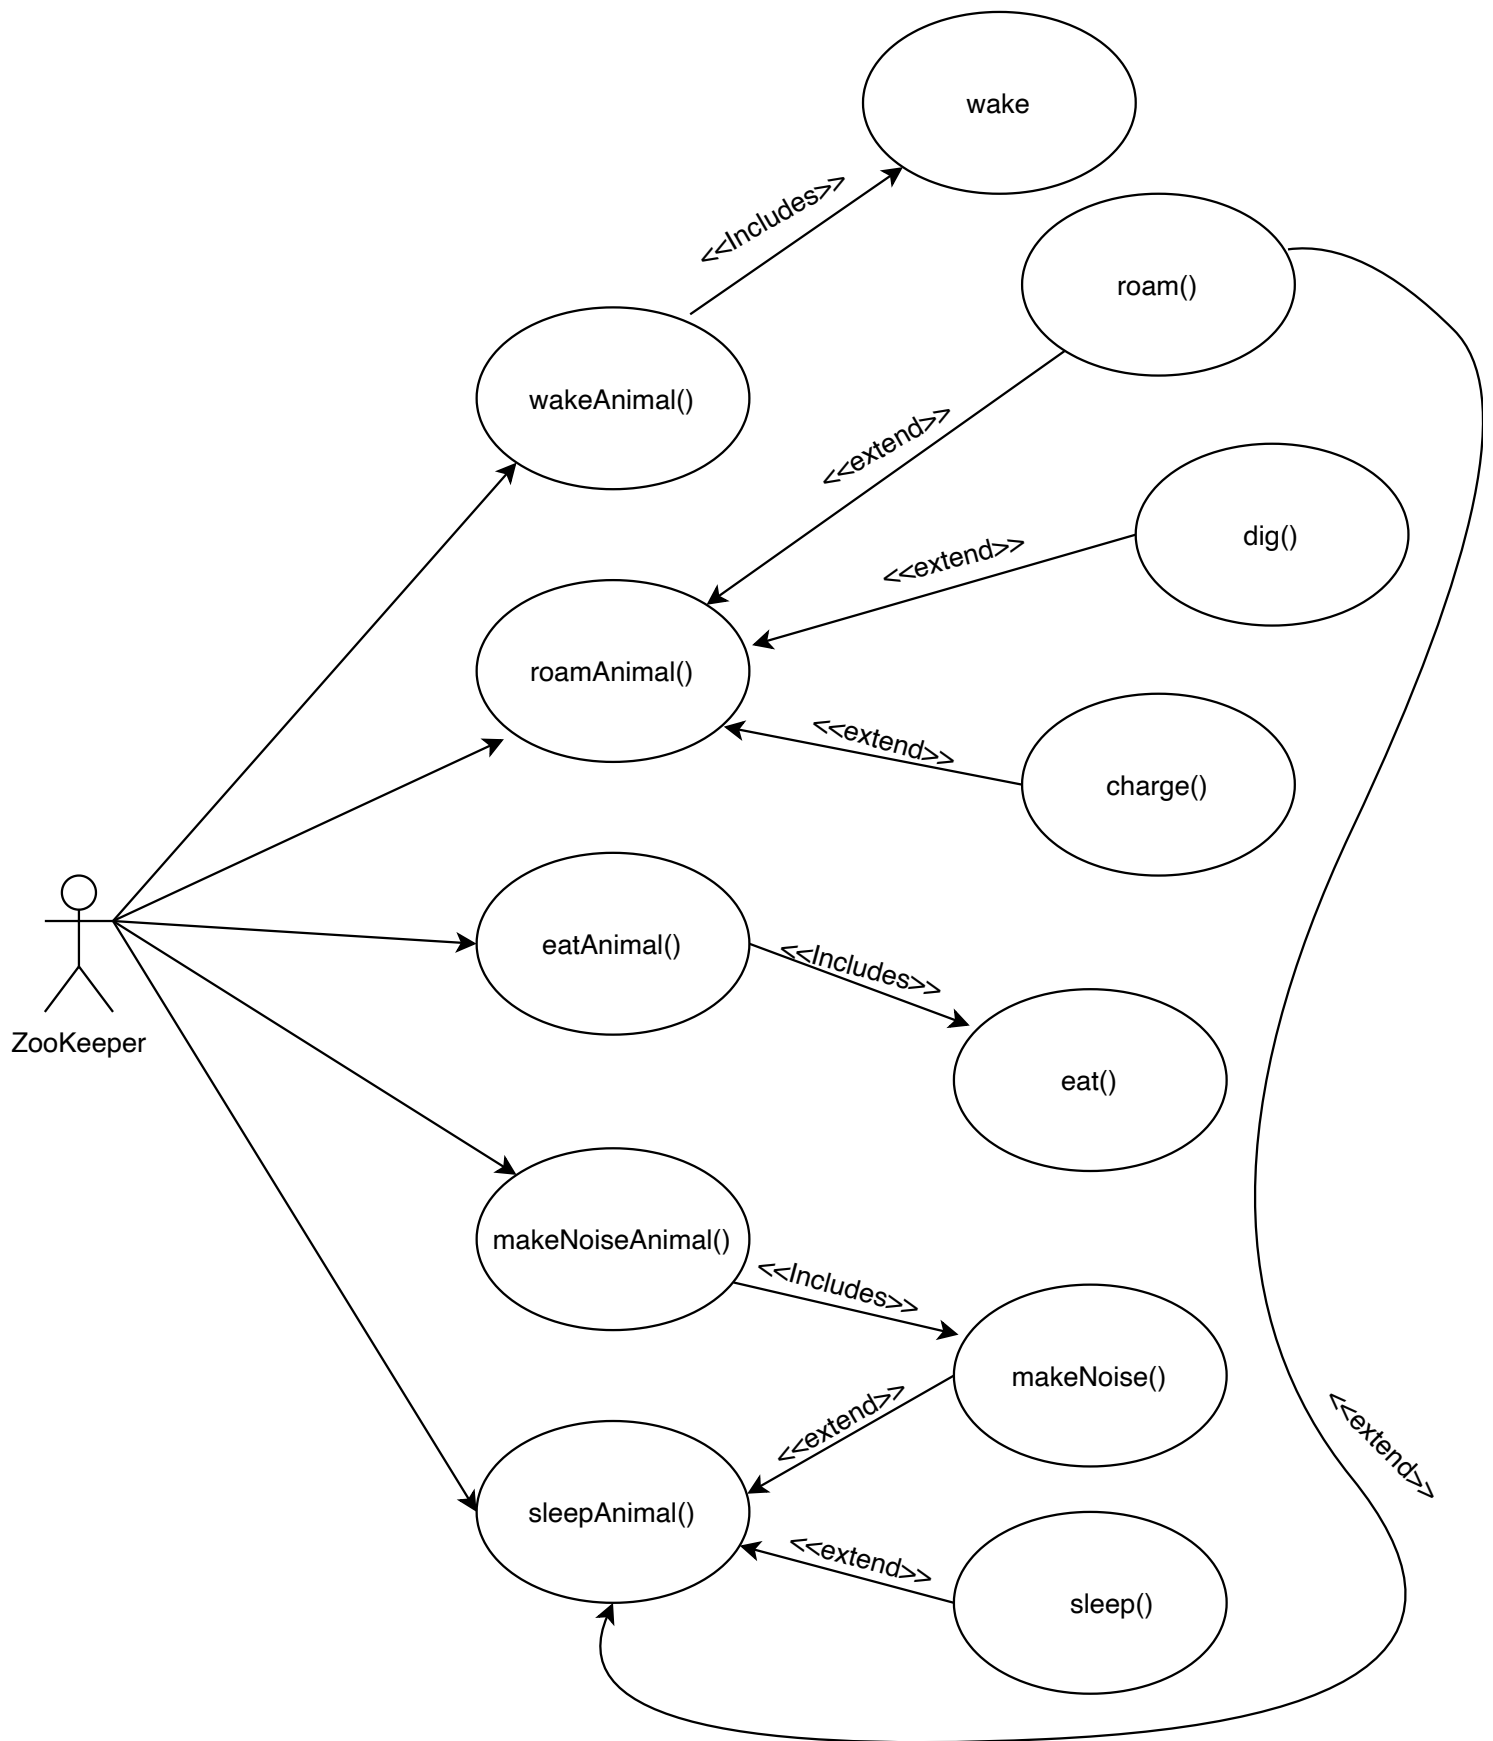 wake
<<Includes>>
roam()
wakeAnimal()
<<extend>>
dig()
<<extend>>
roamAnimal()
<<extend>>
charge()
eatAnimal()
<<Includes>>
ZooKeeper
eat()
makeNoiseAnimal()
<<Includes>>
makeNoise()
<<extend>>
<<extend>>
sleepAnimal()
<<extend>>
sleep()